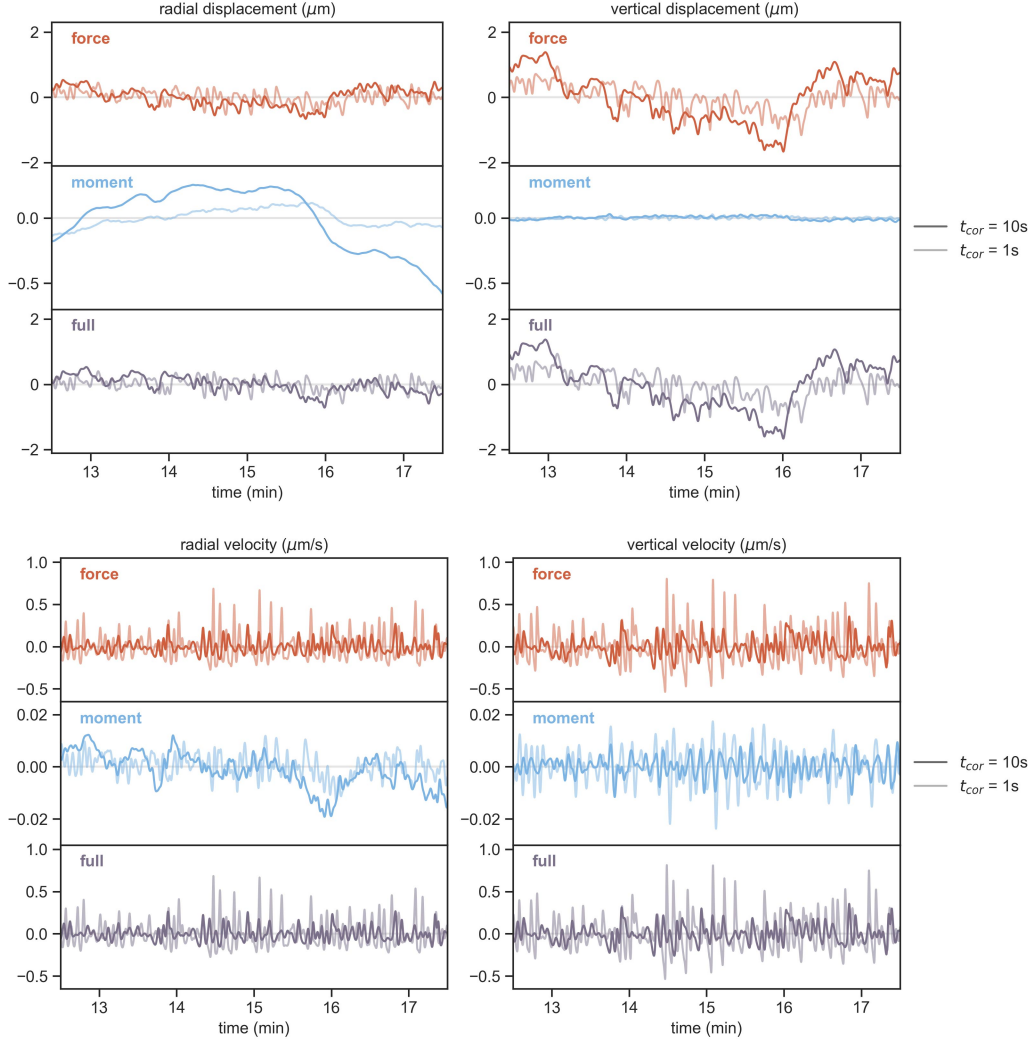 radial displacement (μm)
vertical displacement (μm)
force
force
2
0
−2
2
0
−2
moment
moment
0.0
−0.5
0.0
−0.5
t_cor = 10s
t_cor = 1s
full
full
2
0
−2
2
0
−2
13 14 15 16 17
13 14 15 16 17
time (min)
time (min)
radial velocity (μm/s)
vertical velocity (μm/s)
force
force
1.0
0.5
0.0
−0.5
1.0
0.5
0.0
−0.5
moment
moment
0.02
0.00
−0.02
0.02
0.00
−0.02
t_cor = 10s
t_cor = 1s
full
full
1.0
0.5
0.0
−0.5
1.0
0.5
0.0
−0.5
13 14 15 16 17
13 14 15 16 17
time (min)
time (min)